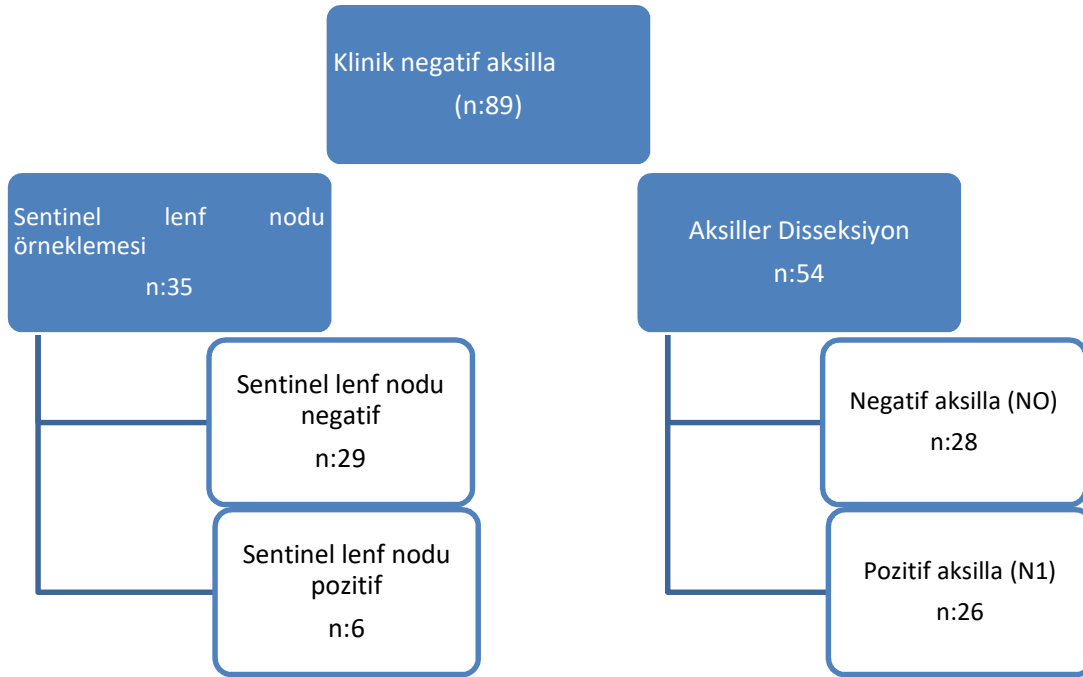 Klinik negatif aksilla
(n:89)
Sentinel lenf nodu
örneklemesi
n:35
Aksiller Disseksiyon
n:54
Sentinel lenf nodu
negatif
n:29
Negatif aksilla (NO)
n:28
Sentinel lenf nodu
pozitif
n:6
Pozitif aksilla (N1)
n:26